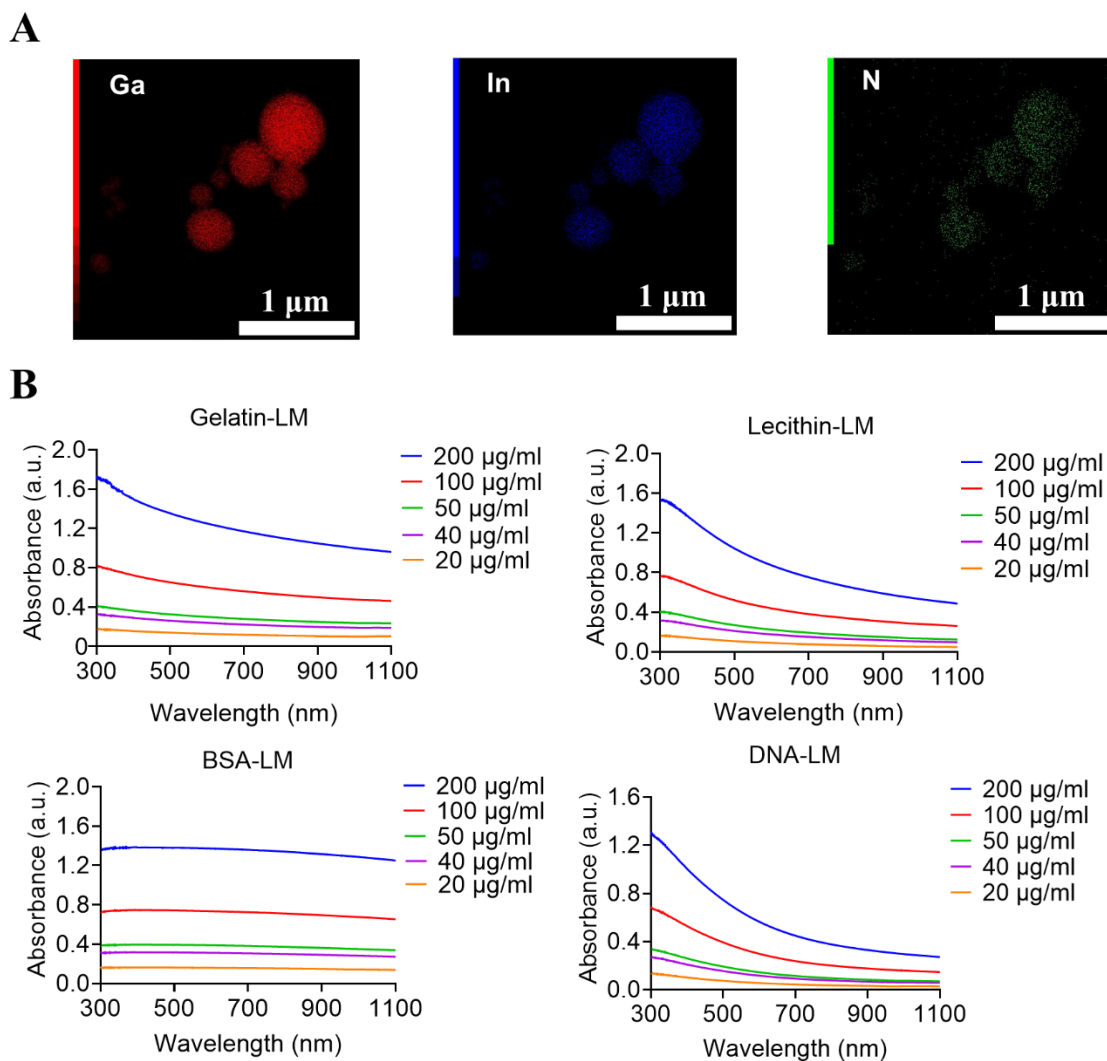 A
Ga
In
N
1 µm
1 µm
1 µm
B
Gelatin-LM
Absorbance (a.u.)
2.0
1.6
1.2
0.8
0.4
0
300
500
700
900
1100
Wavelength (nm)
200 µg/ml
100 µg/ml
50 µg/ml
40 µg/ml
20 µg/ml
Lecithin-LM
Absorbance (a.u.)
2.0
1.6
1.2
0.8
0.4
0.0
300
500
700
900
1100
Wavelength (nm)
200 µg/ml
100 µg/ml
50 µg/ml
40 µg/ml
20 µg/ml
BSA-LM
Absorbance (a.u.)
2.0
1.6
1.2
0.8
0.4
0.0
300
500
700
900
1100
Wavelength (nm)
200 µg/ml
100 µg/ml
50 µg/ml
40 µg/ml
20 µg/ml
DNA-LM
Absorbance (a.u.)
1.6
1.2
0.8
0.4
0.0
300
500
700
900
1100
Wavelength (nm)
200 µg/ml
100 µg/ml
50 µg/ml
40 µg/ml
20 µg/ml